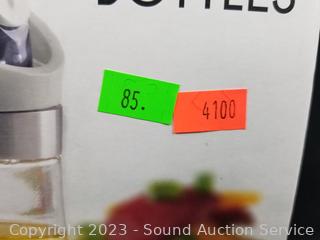 BOTTLES
85.
4100
Copyright 2023 - Sound Auction Service